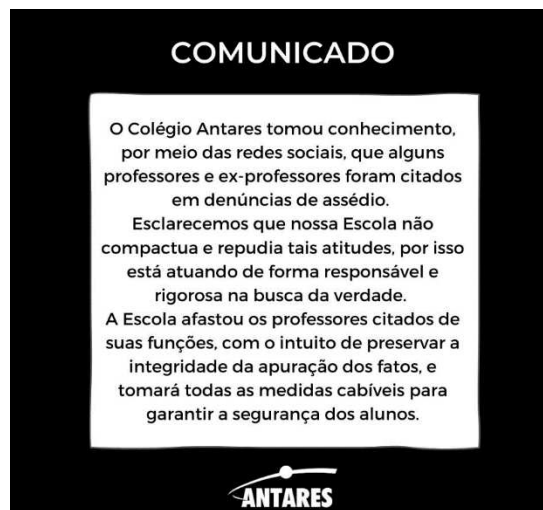 COMUNICADO
O Colégio Antares tomou conhecimento,
por meio das redes sociais, que alguns
professores e ex-professores foram citados
em denúncias de assédio.
Esclarecemos que nossa Escola não
compactua e repudia tais atitudes, por isso
está atuando de forma responsável e
rigorosa na busca da verdade.
A Escola afastou os professores citados de
suas funções, com o intuito de preservar a
integridade da apuração dos fatos, e
tomará todas as medidas cabíveis para
garantir a segurança dos alunos.
ANTARES